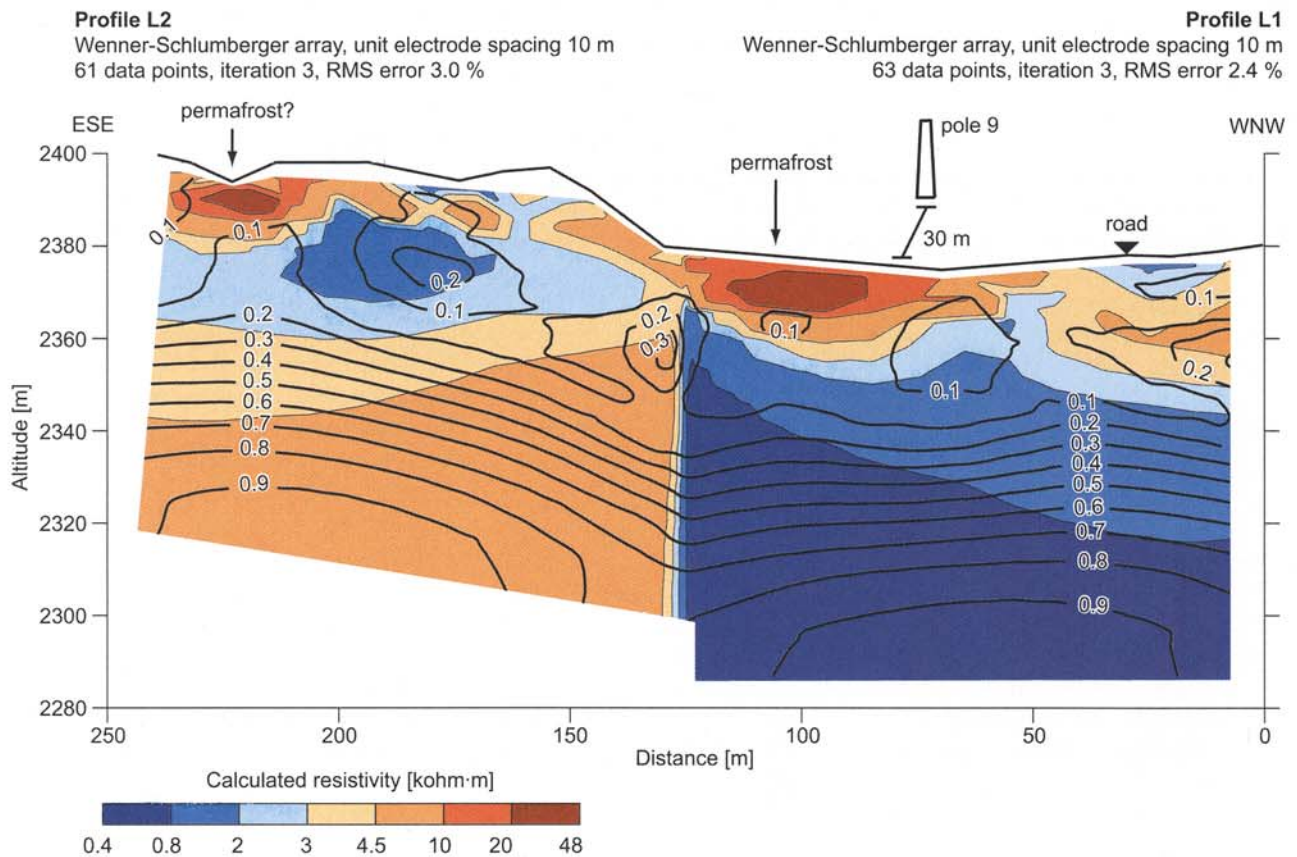 Profile L2
Wenner-Schlumberger array, unit electrode spacing 10 m
61 data points, iteration 3, RMS error 3.0 %
Profile L1
Wenner-Schlumberger array, unit electrode spacing 10 m
63 data points, iteration 3, RMS error 2.4 %
permafrost?
ESE
pole 9
WNW
permafrost
30 m
road
2400
2380
2360
2340
2320
2300
2280
Altitude [m]
0.1
0.1
0.2
0.1
0.2
0.3
0.4
0.5
0.6
0.7
0.8
0.9
0.2
0.3
0.1
0.1
0.1
0.2
0.1
0.2
0.3
0.4
0.5
0.6
0.7
0.8
0.9
250
200
150
100
50
0
Distance [m]
Calculated resistivity [kohm·m]
0.4 0.8 2 3 4.5 10 20 48